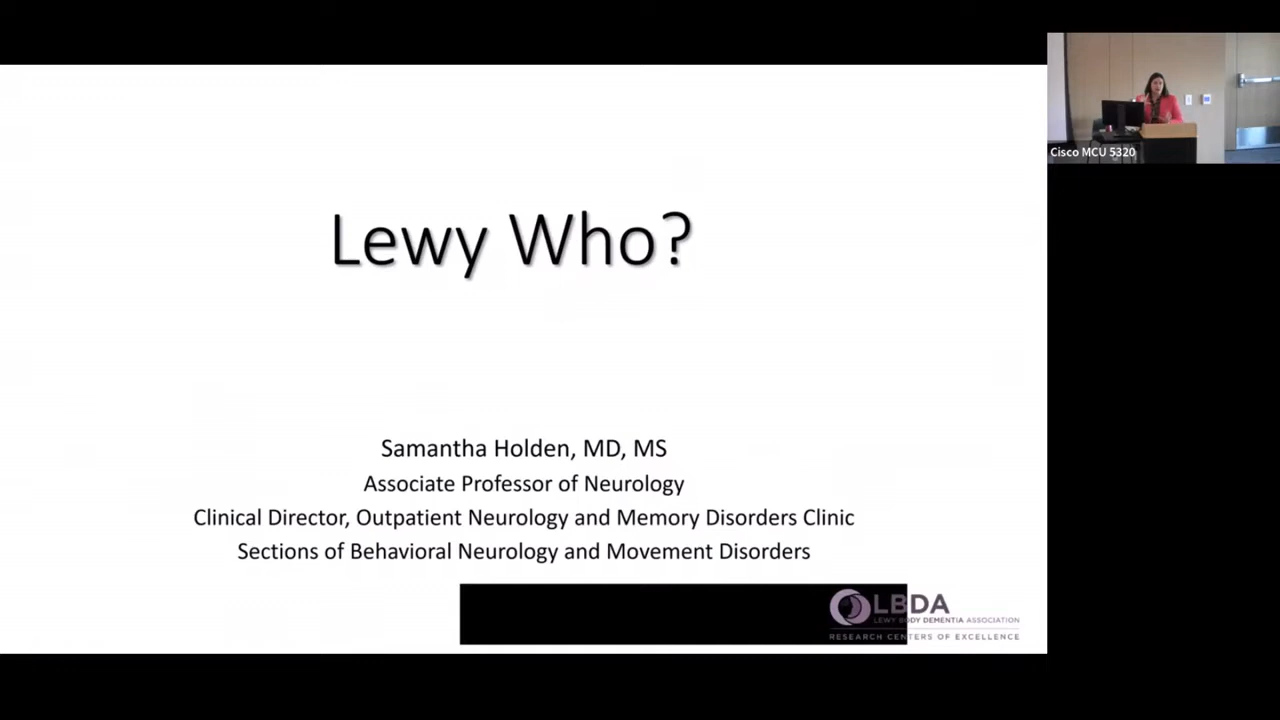 Lewy Who?
Samantha Holden, MD, MS
Associate Professor of Neurology
Clinical Director, Outpatient Neurology and Memory Disorders Clinic
Sections of Behavioral Neurology and Movement Disorders
LBDA
LEWY BODY DEMENTIA ASSOCIATION
RESEARCH CENTERS OF EXCELLENCE
Cisco MCU 5320